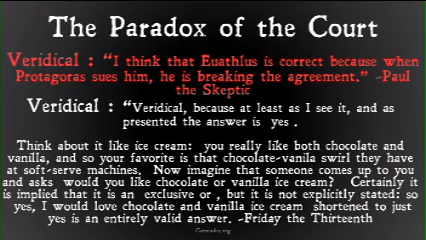 The Paradox of the Court
Veridical : “I think that Euathlus is correct because when
Protagoras sues him, he is breaking the agreement.” -Paul
the Skeptic
Veridical : “Veridical, because at least as I see it, and as
presented the answer is yes .
Think about it like ice cream: you really like both chocolate and
vanilla, and so your favorite is that chocolate-vanila swirl they have
at soft-serve machines. Now imagine that someone comes up to you
and asks would you like chocolate or vanilla ice cream? Certainly it
is implied that it is an exclusive or , but it is not explicitly stated: so
yes, I would love chocolate and vanilla ice cream shortened to just
yes is an entirely valid answer. -Friday the Thirteenth